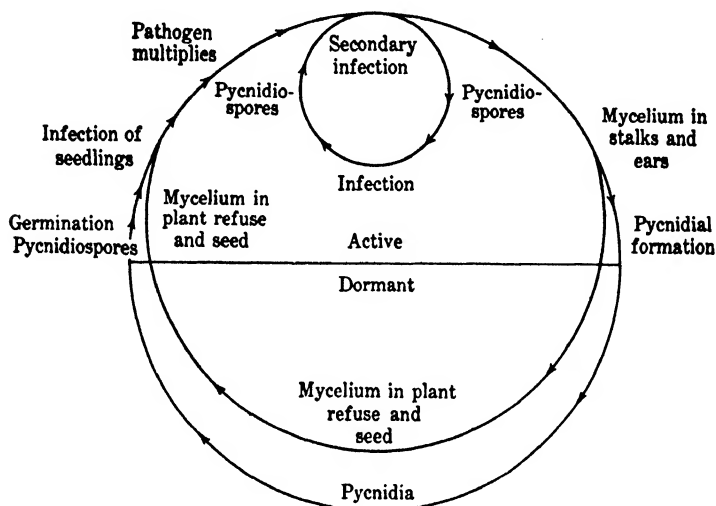 Pathogen
multiplies
Secondary
infection
Pycnidio-
spores
Pycnidio-
spores
Mycelium in
stalks and
ears
Infection of
seedlings
Infection
Mycelium in
plant refuse
and seed
Germination
Pycnidiospores
Active
Pycnidial
formation
Dormant
Mycelium in plant
refuse and
seed
Pycnidia